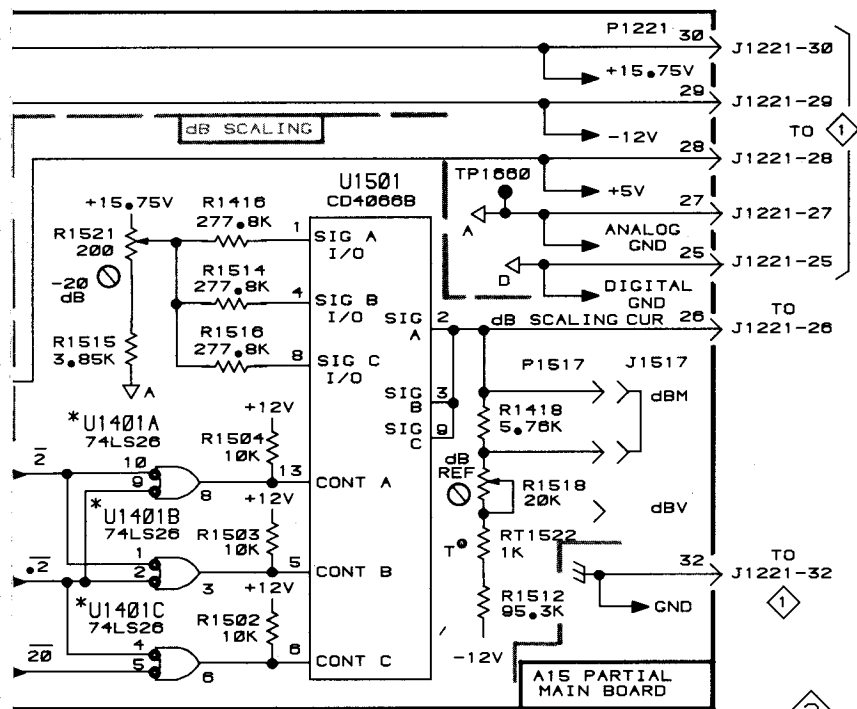 P1221
30
J1221-30
+15.75V
29
J1221-29
dB SCALING
-12V
TO 1
28
J1221-28
U1501
CD4066B
TP1660
+5V
+15.75V
R1416
277.8K
1
SIG A
I/O
27
J1221-27
R1521
200
A
ANALOG
GND
-20
dB
R1514
277.8K
4
SIG B
I/O
25
J1221-25
D
DIGITAL
GND
R1516
277.8K
8
SIG C
I/O
SIG
A
2
dB SCALING CUR
26
TO
J1221-26
R1515
3.85K
A
P1517
J1517
SIG
B
3
dBM
SIG
C
9
R1418
5.76K
*U1401A
74LS26
+12V
R1504
10K
dB
REF
R1518
20K
2
10
9
8
13
CONT A
*U1401B
74LS26
+12V
R1503
10K
dBV
RT1522
1K
T°
1
2
3
5
CONT B
.2
32
TO
J1221-32
1
*U1401C
74LS26
+12V
R1502
10K
R1512
95.3K
GND
4
5
6
6
CONT C
20
-12V
A15 PARTIAL
MAIN BOARD